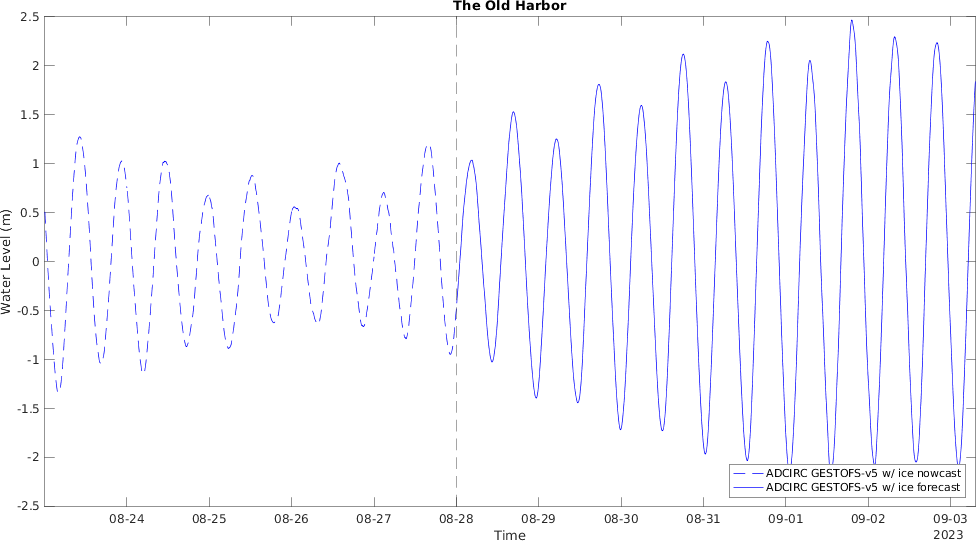 The Old Harbor
2.5
2
1.5
1
0.5
0
-0.5
-1
-1.5
-2
-2.5
Water Level (m)
ADCIRC GESTOFS-v5 w/ ice nowcast
ADCIRC GESTOFS-v5 w/ ice forecast
08-24 08-25 08-26 08-27 08-28 08-29 08-30 08-31 09-01 09-02 09-03
Time
2023